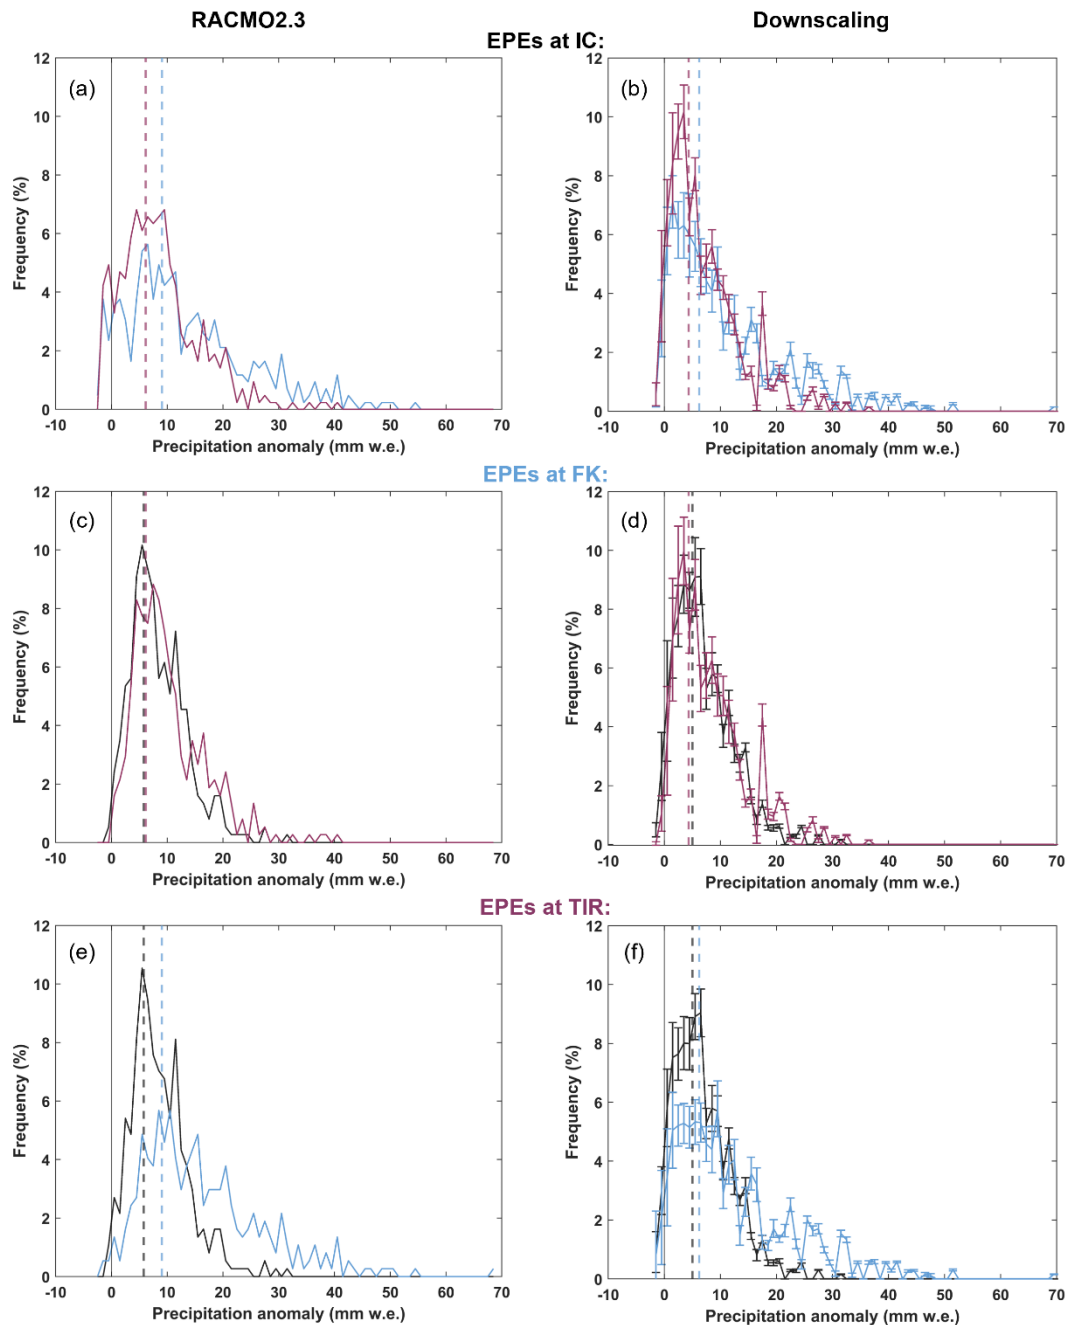 RACMO2.3 Downscaling
EPEs at IC:
(a) (b)
12 12
10 10
8 8
6 6
4 4
2 2
0 0
Frequency (%) Frequency (%)
-10 0 10 20 30 40 50 60 70 -10 0 10 20 30 40 50 60 70
Precipitation anomaly (mm w.e.) Precipitation anomaly (mm w.e.)
EPEs at FK:
(c) (d)
12 12
10 10
8 8
6 6
4 4
2 2
0 0
Frequency (%) Frequency (%)
-10 0 10 20 30 40 50 60 70 -10 0 10 20 30 40 50 60 70
Precipitation anomaly (mm w.e.) Precipitation anomaly (mm w.e.)
EPEs at TIR:
(e) (f)
12 12
10 10
8 8
6 6
4 4
2 2
0 0
Frequency (%) Frequency (%)
-10 0 10 20 30 40 50 60 70 -10 0 10 20 30 40 50 60 70
Precipitation anomaly (mm w.e.) Precipitation anomaly (mm w.e.)